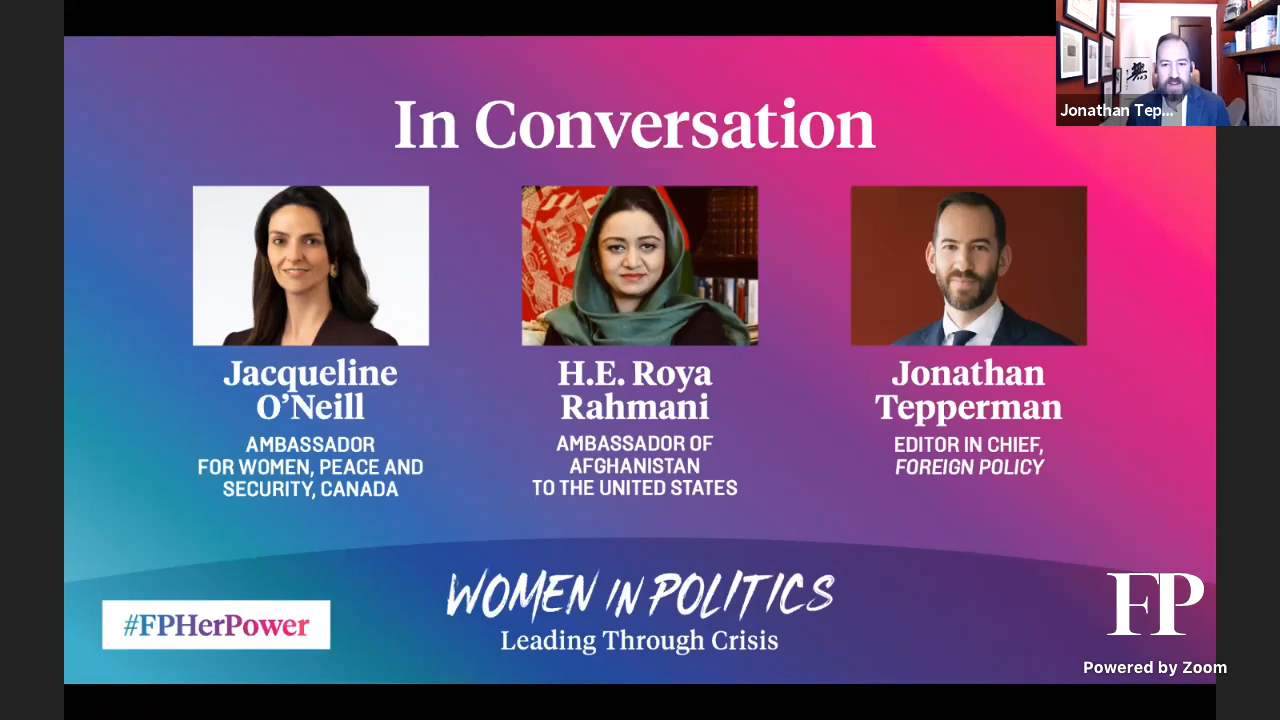 Jonathan Tep...
In Conversation
Jacqueline
O’Neill
AMBASSADOR
FOR WOMEN, PEACE AND
SECURITY, CANADA
H.E. Roya
Rahmani
AMBASSADOR OF
AFGHANISTAN
TO THE UNITED STATES
Jonathan
Tepperman
EDITOR IN CHIEF,
FOREIGN POLICY
#FPHerPower
WOMEN IN POLITICS
Leading Through Crisis
FP
Powered by Zoom